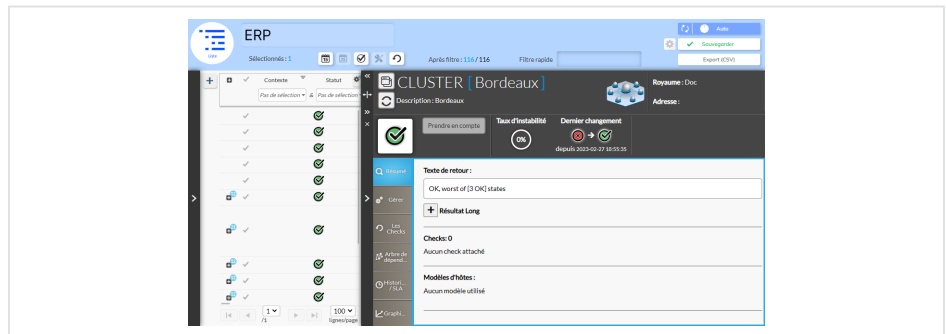 ERP
Auto
Liste
Sélectionnés : 1
Après filtre : 116 / 116
Filtre rapide
Sauvegarder
Export (CSV)
Contexte
Statut
Pas de sélection
&
Pas de sélection
CLUSTER [ Bordeaux ]
Description : Bordeaux
Royaume : Doc
Adresse :
Prendre en compte
Taux d'Instabilité
0%
Dernier changement
depuis 2023-02-27 18:55:35
Résumé
Gérer
Les
Checks
Arbre de
dépend...
Histori...
/ SLA
Graphi...
Texte de retour :
OK, worst of [3 OK] states
Résultat Long
Checks: 0
Aucun check attaché
Modèles d'hôtes :
Aucun modèle utilisé
1
/1
100
lignes/page